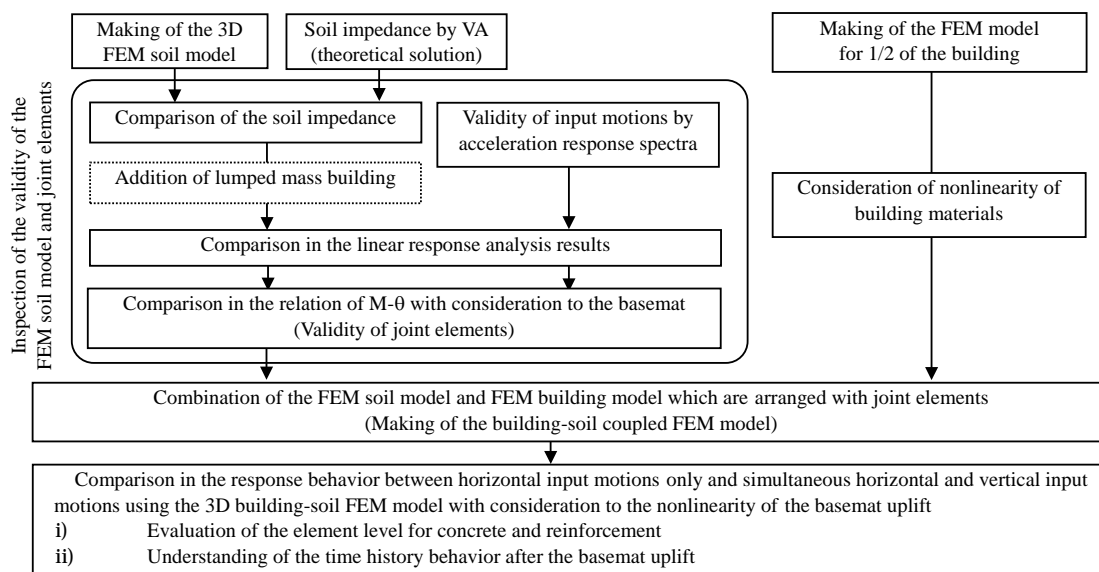 Making of the 3D
FEM soil model
Soil impedance by VA
(theoretical solution)
Making of the FEM model
for 1/2 of the building
Inspection of the validity of the
FEM soil model and joint elements
Comparison of the soil impedance
Validity of input motions by
acceleration response spectra
Addition of lumped mass building
Consideration of nonlinearity of
building materials
Comparison in the linear response analysis results
Comparison in the relation of M-θ with consideration to the basemat
(Validity of joint elements)
Combination of the FEM soil model and FEM building model which are arranged with joint elements
(Making of the building-soil coupled FEM model)
Comparison in the response behavior between horizontal input motions only and simultaneous horizontal and vertical input
motions using the 3D building-soil FEM model with consideration to the nonlinearity of the basemat uplift
i) Evaluation of the element level for concrete and reinforcement
ii) Understanding of the time history behavior after the basemat uplift